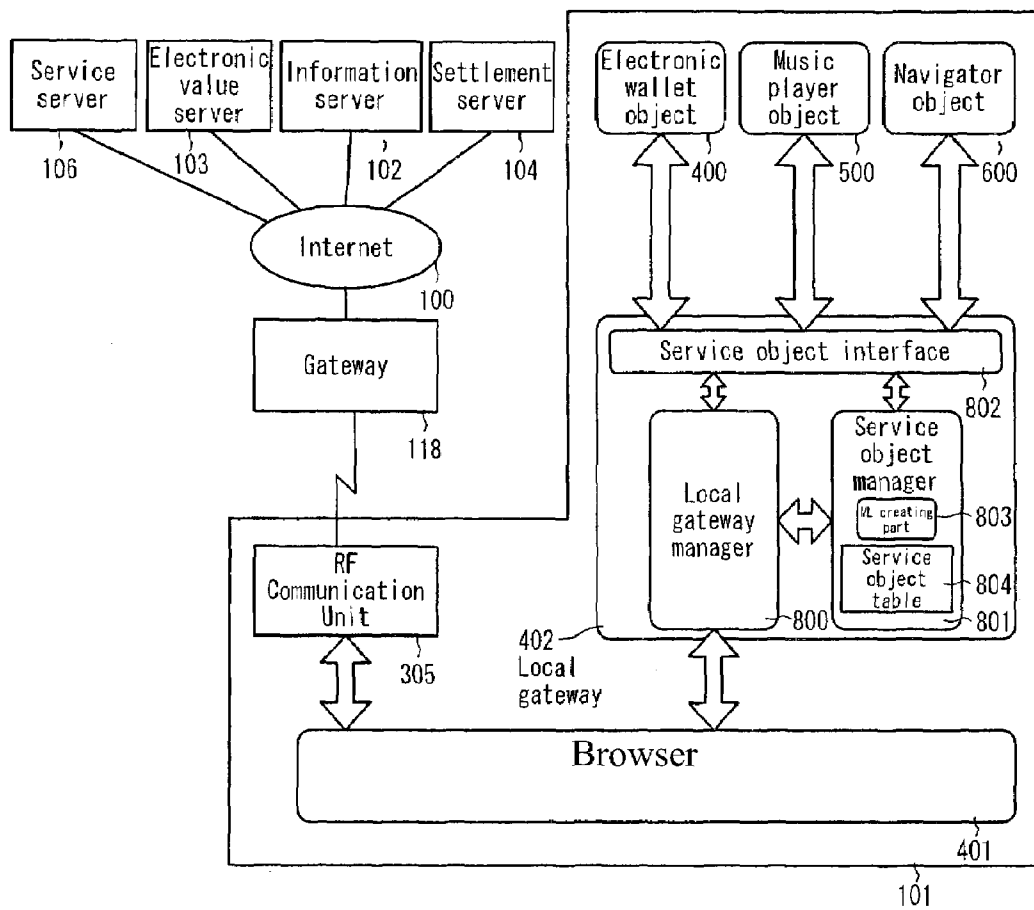 Service server
106
Electronic value server
103
Information server
102
Settlement server
104
Internet
100
Gateway
118
RF Communication Unit
305
Electronic wallet object
400
Music player object
500
Navigator object
600
Service object interface
802
Local gateway manager
800
Service object manager
ML creating part
803
Service object table
804
801
402
Local gateway
Browser
401
101